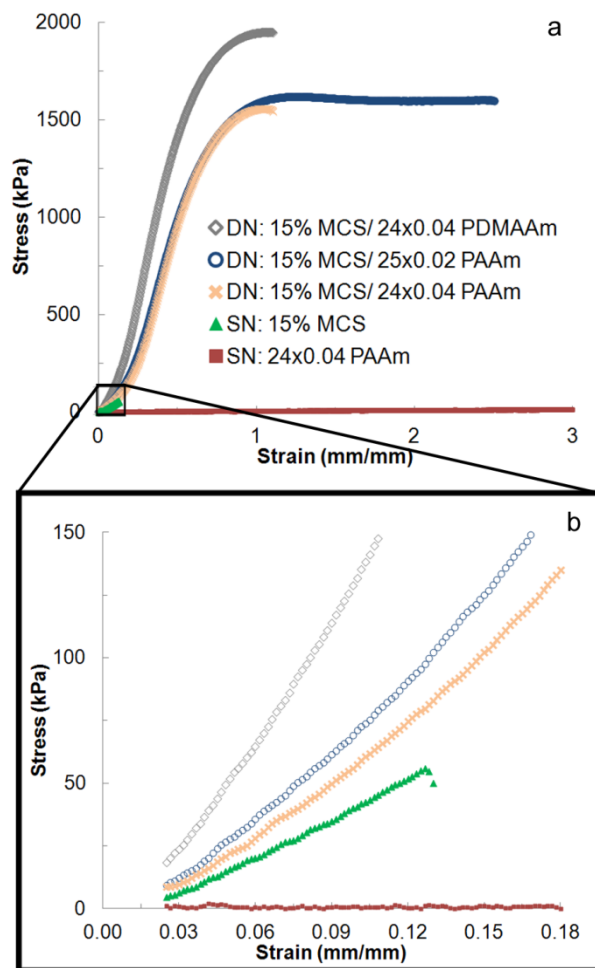 a
2000
1500
1000
500
0
Stress (kPa)
DN: 15% MCS/ 24x0.04 PDMAAm
DN: 15% MCS/ 25x0.02 PAAm
DN: 15% MCS/ 24x0.04 PAAm
SN: 15% MCS
SN: 24x0.04 PAAm
0 1 2 3
Strain (mm/mm)
b
150
100
50
0
Stress (kPa)
0.00 0.03 0.06 0.09 0.12 0.15 0.18
Strain (mm/mm)